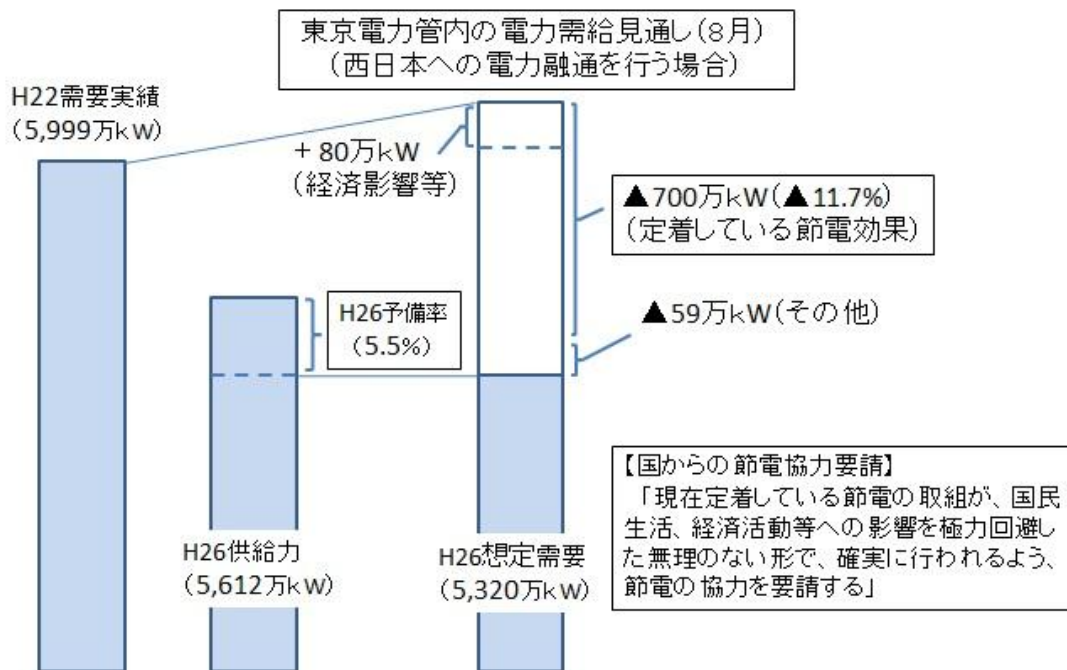 東京電力管内の電力需給見通し(8月)
(西日本への電力融通を行う場合)
H22需要実績
(5,999万kW)
+80万kW
(経済影響等)
▲700万kW(▲11.7%)
(定着している節電効果)
H26予備率
(5.5%)
▲59万kW(その他)
H26供給力
(5,612万kW)
H26想定需要
(5,320万kW)
【国からの節電協力要請】
「現在定着している節電の取組が、国民
生活、経済活動等への影響を極力回避し
た無理のない形で、確実に行われるよう、
節電の協力を要請する」